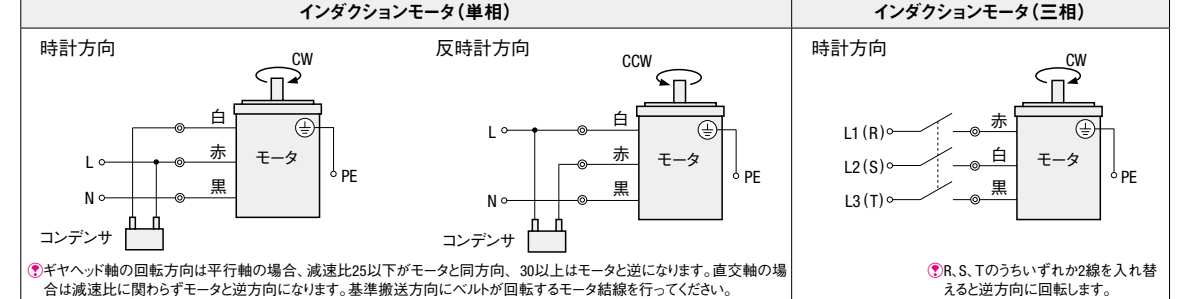 インダクションモータ（単相）
インダクションモータ（三相）
時計方向
CW
白
赤
黒
L
N
モータ
PE
コンデンサ
反時計方向
CCW
白
赤
黒
L
N
モータ
PE
コンデンサ
時計方向
CW
L1（R）
L2（S）
L3（T）
赤
白
黒
モータ
PE
ギヤヘッド軸の回転方向は平行軸の場合、減速比25以下がモータと同方向、30以上はモータと逆になります。直交軸の場
合は減速比に関わらずモータと逆方向になります。基準搬送方向にベルトが回転するモータ結線を行ってください。
R、S、Tのうちいずれか2線を入れ替
えると逆方向に回転します。